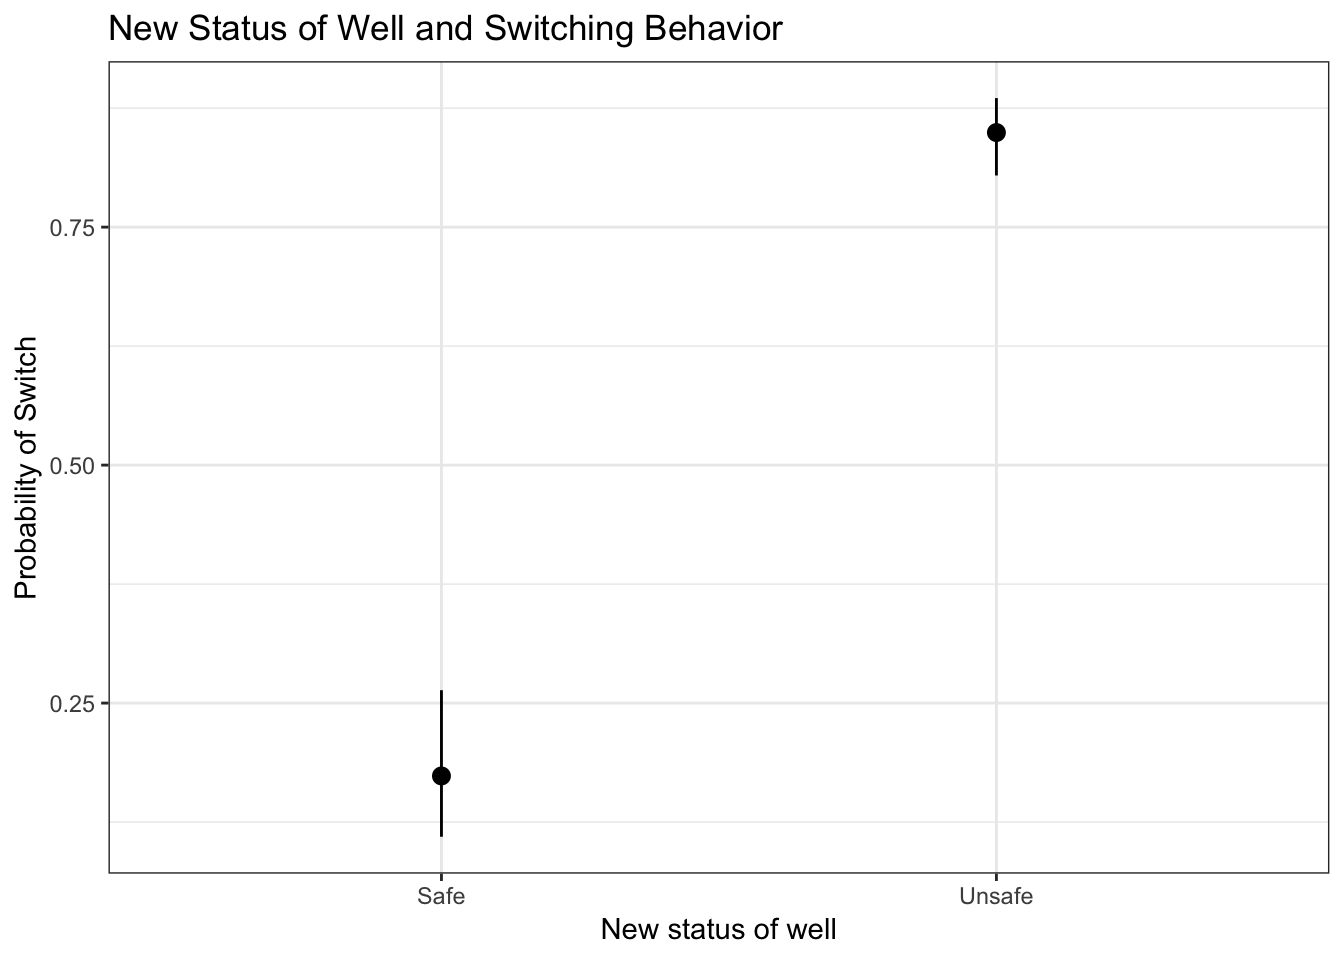 New Status of Well and Switching Behavior
Probability of Switch
0.75
0.50
0.25
Safe
Unsafe
New status of well